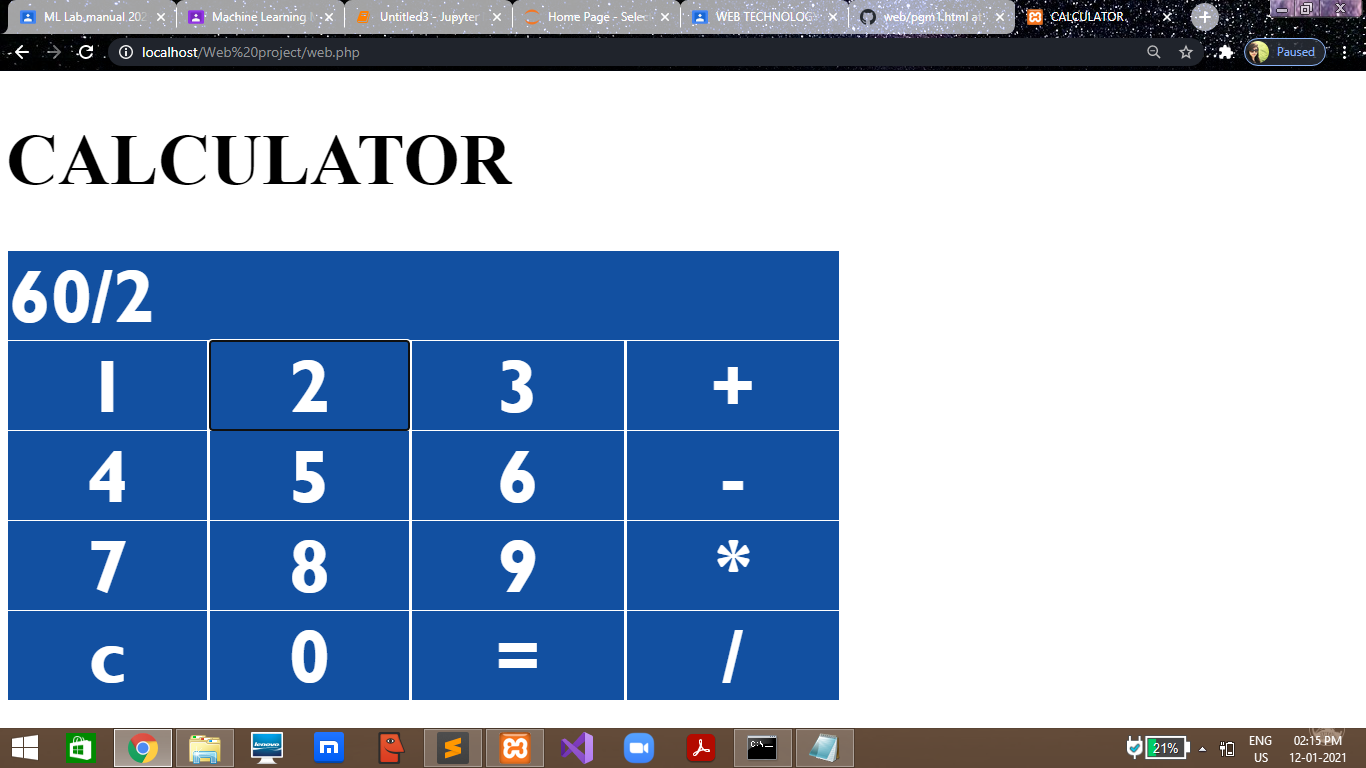 ML Lab manual 202
Machine Learning
Untitled3 - Jupyter
Home Page - Selec
WEB TECHNOLOG
web/pgm1.html at
CALCULATOR
localhost/Web%20project/web.php
Paused
CALCULATOR
60/2
1 2 3 +
4 5 6 -
7 8 9 *
c 0 = /
lenovo
C:\
21%
ENG
US
02:15 PM
12-01-2021